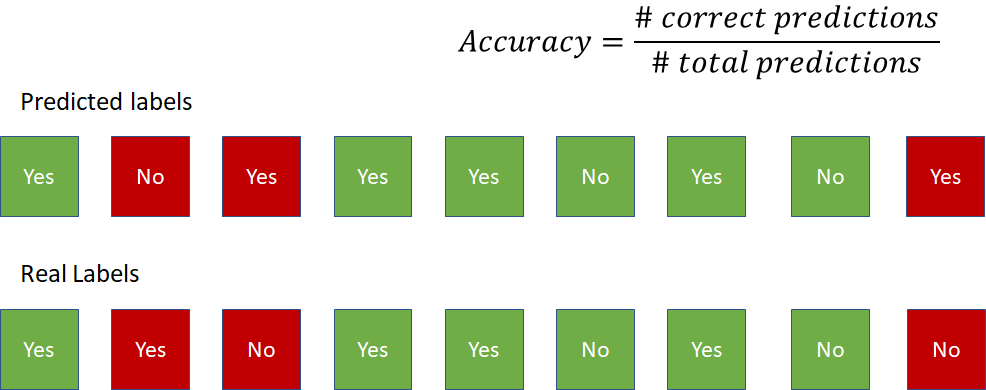 Accuracy = # correct predictions / # total predictions
Predicted labels
Yes No Yes Yes Yes No Yes No Yes
Real Labels
Yes Yes No Yes Yes No Yes No No